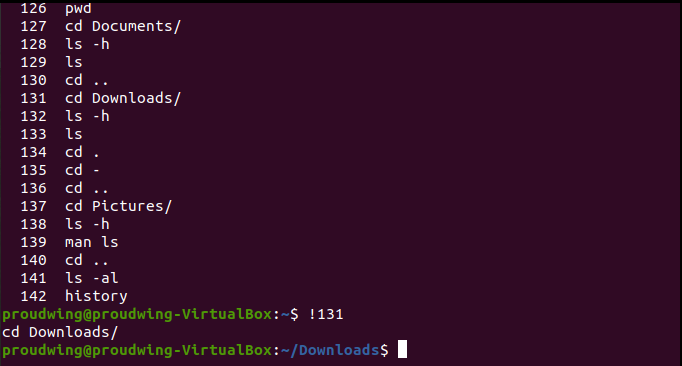 126  pwd
127  cd Documents/
128  ls -h
129  ls
130  cd ..
131  cd Downloads/
132  ls -h
133  ls
134  cd .
135  cd -
136  cd ..
137  cd Pictures/
138  ls -h
139  man ls
140  cd ..
141  ls -al
142  history
proudwing@proudwing-VirtualBox:~$ !131
cd Downloads/
proudwing@proudwing-VirtualBox:~/Downloads$